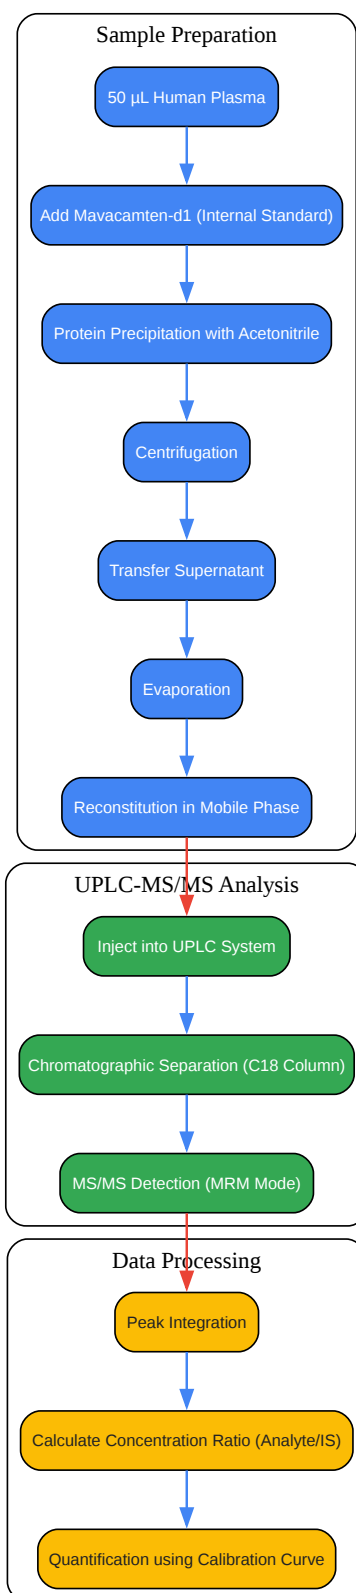 Sample Preparation
50 µL Human Plasma
Add Mavacamten-d1 (Internal Standard)
Protein Precipitation with Acetonitrile
Centrifugation
Transfer Supernatant
Evaporation
Reconstitution in Mobile Phase
UPLC-MS/MS Analysis
Inject into UPLC System
Chromatographic Separation (C18 Column)
MS/MS Detection (MRM Mode)
Data Processing
Peak Integration
Calculate Concentration Ratio (Analyte/IS)
Quantification using Calibration Curve